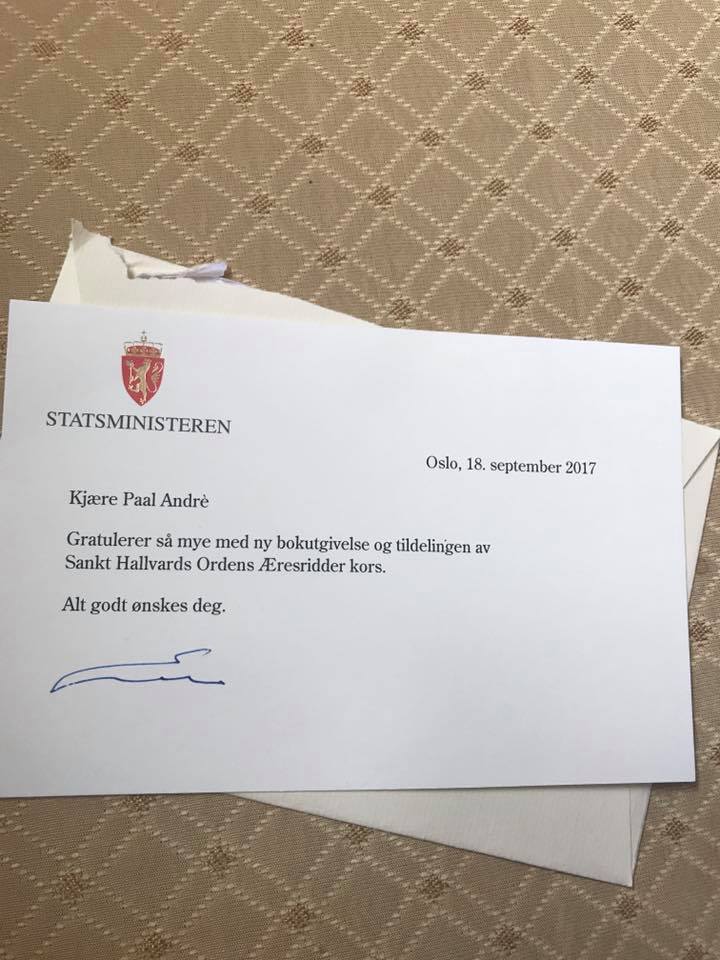 STATSMINISTEREN
Oslo, 18. september 2017
Kjære Paal Andrè
Gratulerer så mye med ny bokutgivelse og tildelingen av
Sankt Hallvards Ordens Æresridder kors.
Alt godt ønskes deg.